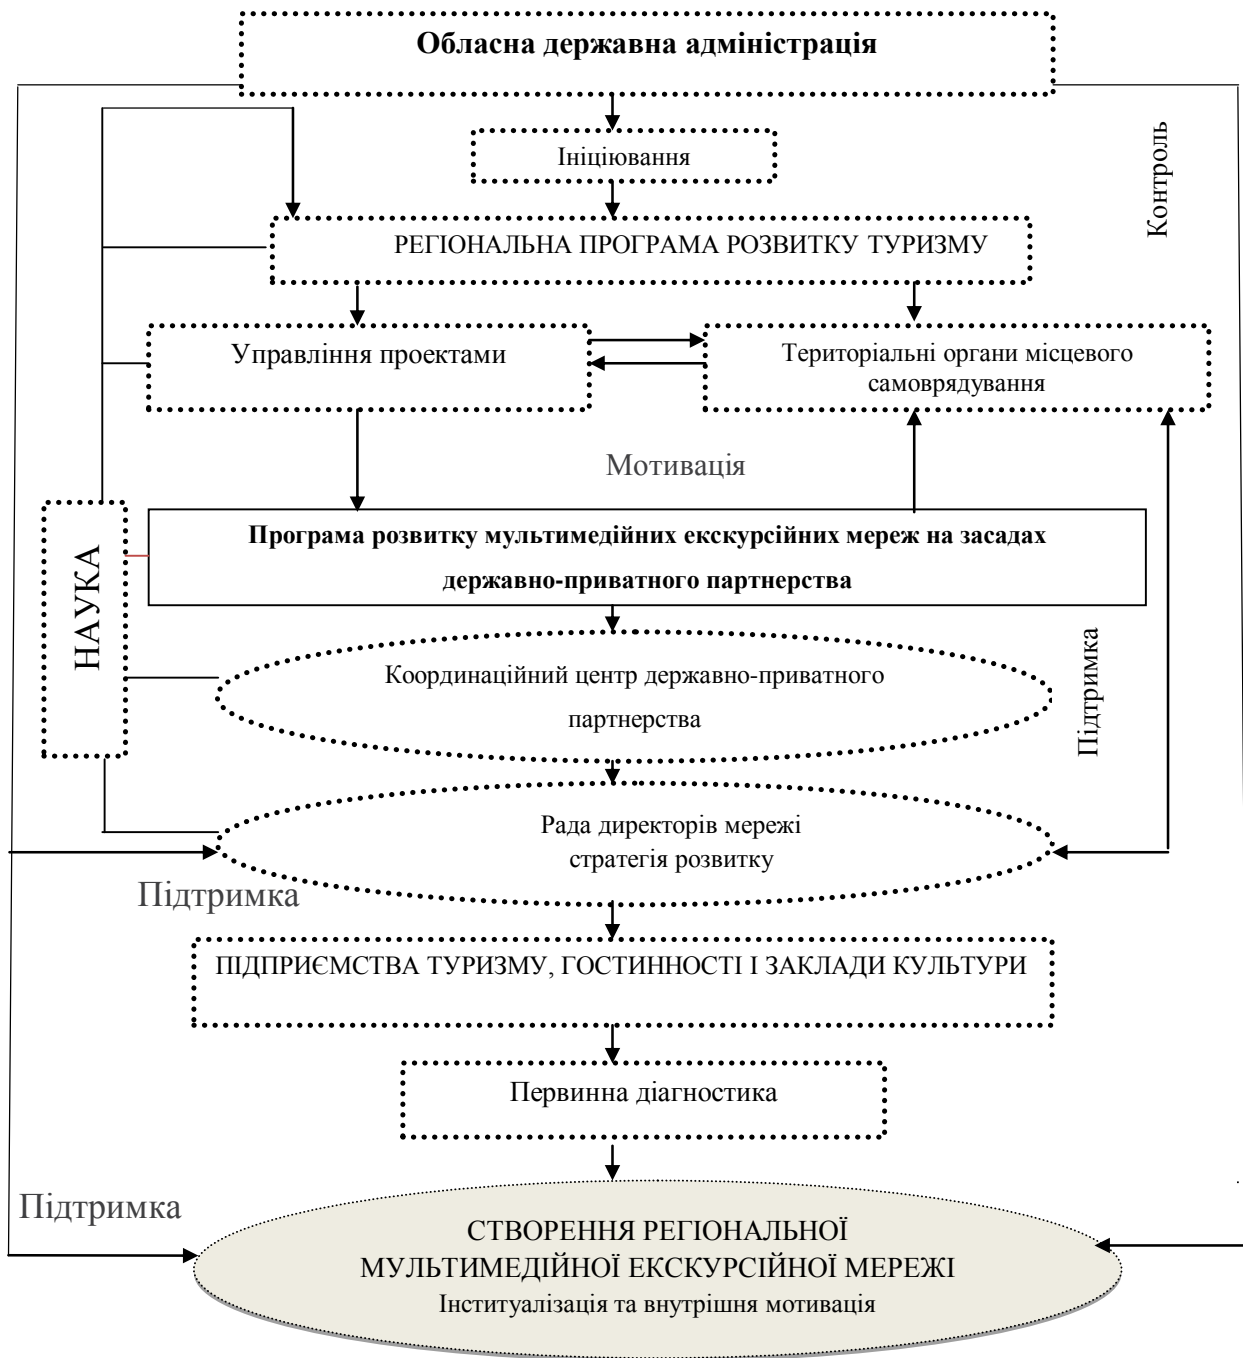 Обласна державна адміністрація
Контроль
Ініціювання
РЕГІОНАЛЬНА ПРОГРАМА РОЗВИТКУ ТУРИЗМУ
Управління проектами
Територіальні органи місцевого
самоврядування
Мотивація
НАУКА
Програма розвитку мультимедійних екскурсійних мереж на засадах
державно-приватного партнерства
Координаційний центр державно-приватного
партнерства
Підтримка
Рада директорів мережі
стратегія розвитку
Підтримка
ПІДПРИЄМСТВА ТУРИЗМУ, ГОСТИННОСТІ І ЗАКЛАДИ КУЛЬТУРИ
Первинна діагностика
Підтримка
СТВОРЕННЯ РЕГІОНАЛЬНОЇ
МУЛЬТИМЕДІЙНОЇ ЕКСКУРСІЙНОЇ МЕРЕЖІ
Інституалізація та внутрішня мотивація